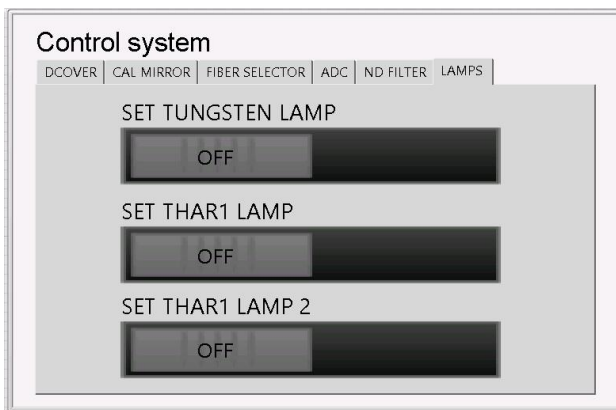 Control system
DCOVER CAL MIRROR FIBER SELECTOR ADC ND FILTER LAMPS
SET TUNGSTEN LAMP
OFF
SET THAR1 LAMP
OFF
SET THAR1 LAMP 2
OFF